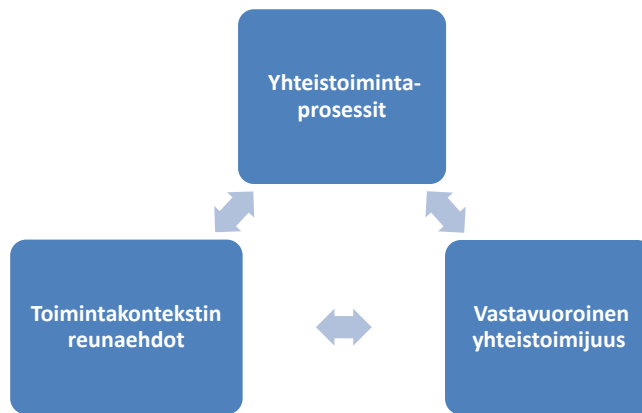 Yhteistoiminta-
prosessit
Toimintakontekstin
reunaehdot
Vastavuoroinen
yhteistoimijuus